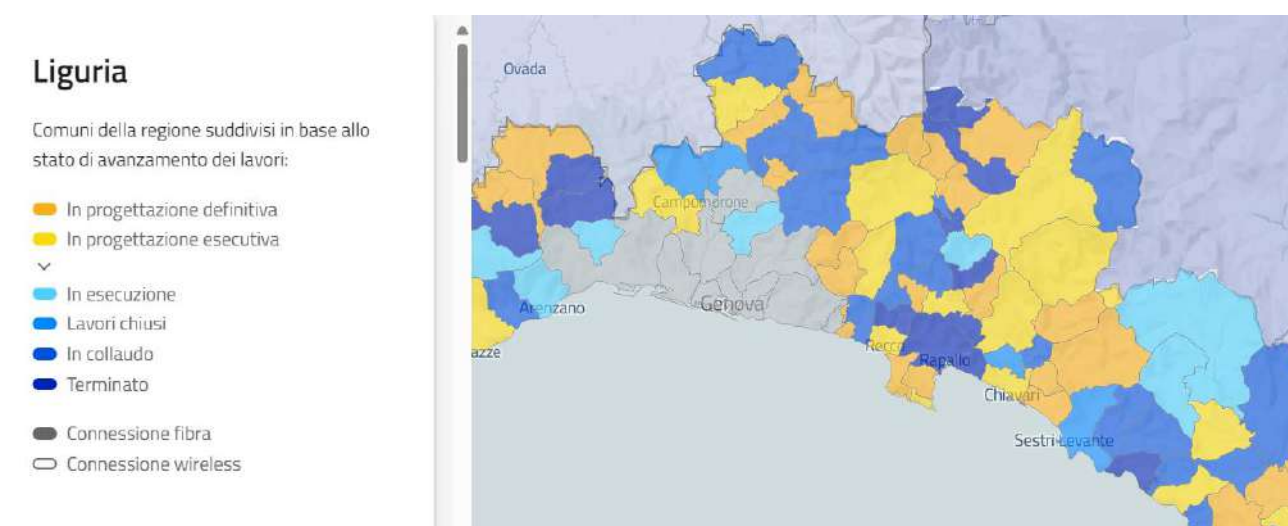 Liguria
Comuni della regione suddivisi in base allo
stato di avanzamento dei lavori:
In progettazione definitiva
In progettazione esecutiva
In esecuzione
Lavori chiusi
In collaudo
Terminato
Connessione fibra
Connessione wireless
Ovada
Campomorone
Genova
Arenzano
azze
Recco
Rapallo
Chiavari
Sestri Levante